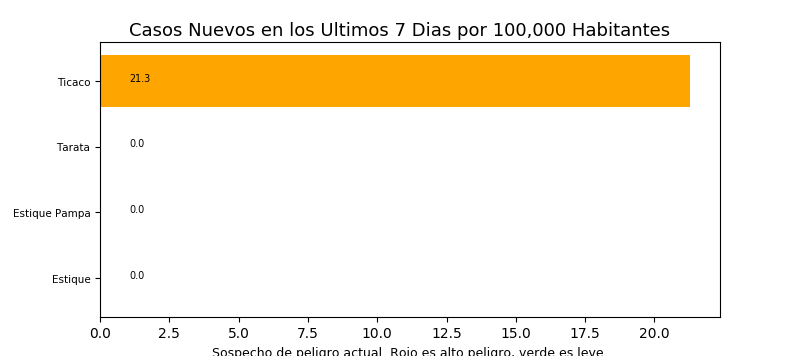 Casos Nuevos en los Ultimos 7 Dias por 100,000 Habitantes
Ticaco
21.3
Tarata
0.0
Estique Pampa
0.0
Estique
0.0
0.0 2.5 5.0 7.5 10.0 12.5 15.0 17.5 20.0
Sospecho de peligro actual. Rojo es alto peligro, verde es leve